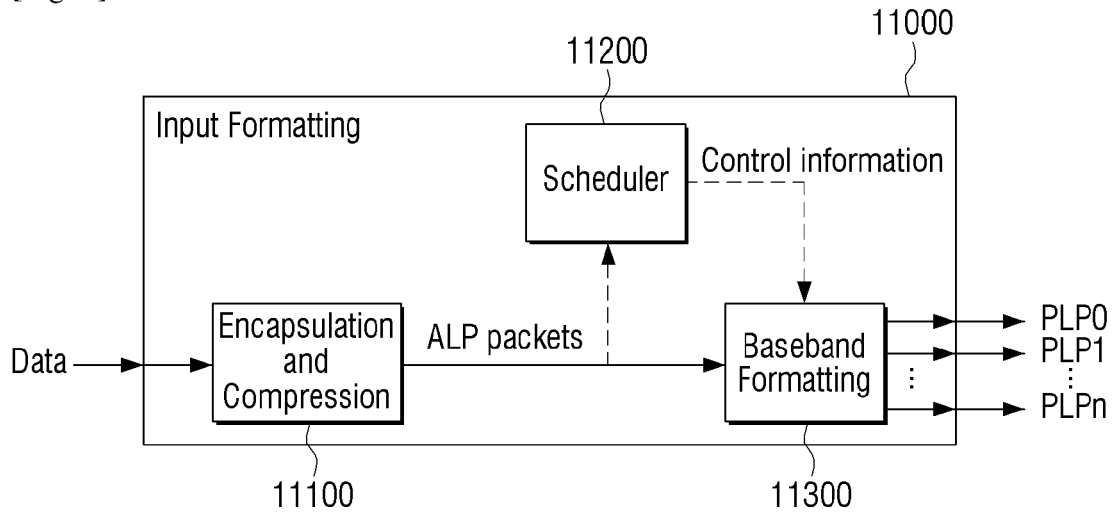 11000
11200
Input Formatting
Scheduler
Control information
Encapsulation
and
Compression
ALP packets
Baseband
Formatting
Data
PLP0
PLP1
PLPn
11100
11300